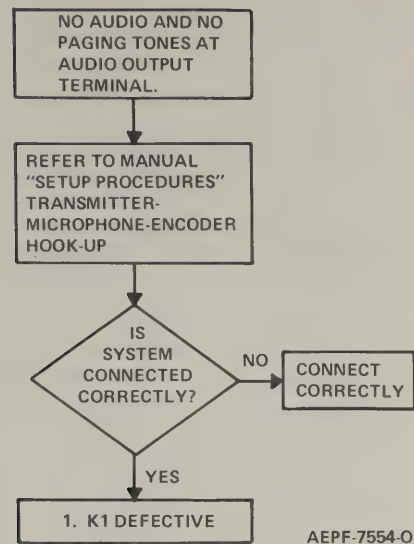 NO AUDIO AND NO
PAGING TONES AT
AUDIO OUTPUT
TERMINAL.
REFER TO MANUAL
"SETUP PROCEDURES"
TRANSMITTER-
MICROPHONE-ENCODER
HOOK-UP
IS
SYSTEM
CONNECTED
CORRECTLY?
NO
CONNECT
CORRECTLY
YES
1. K1 DEFECTIVE
AEPF-7554-O